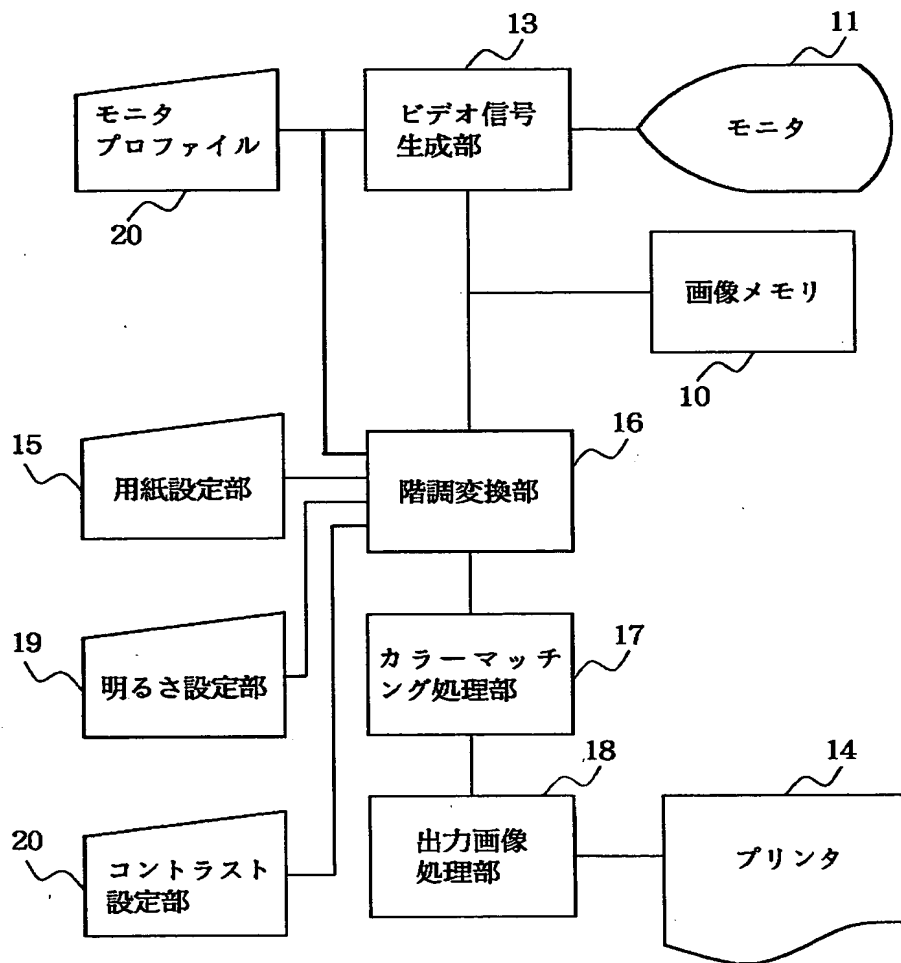 13
11
モニタ
プロファイル
ビデオ信号
生成部
モニタ
20
画像メモリ
10
15
用紙設定部
16
階調変換部
19
明るさ設定部
17
カラーマッチ
ング処理部
18
14
20
コントラスト
設定部
出力画像
処理部
プリンタ